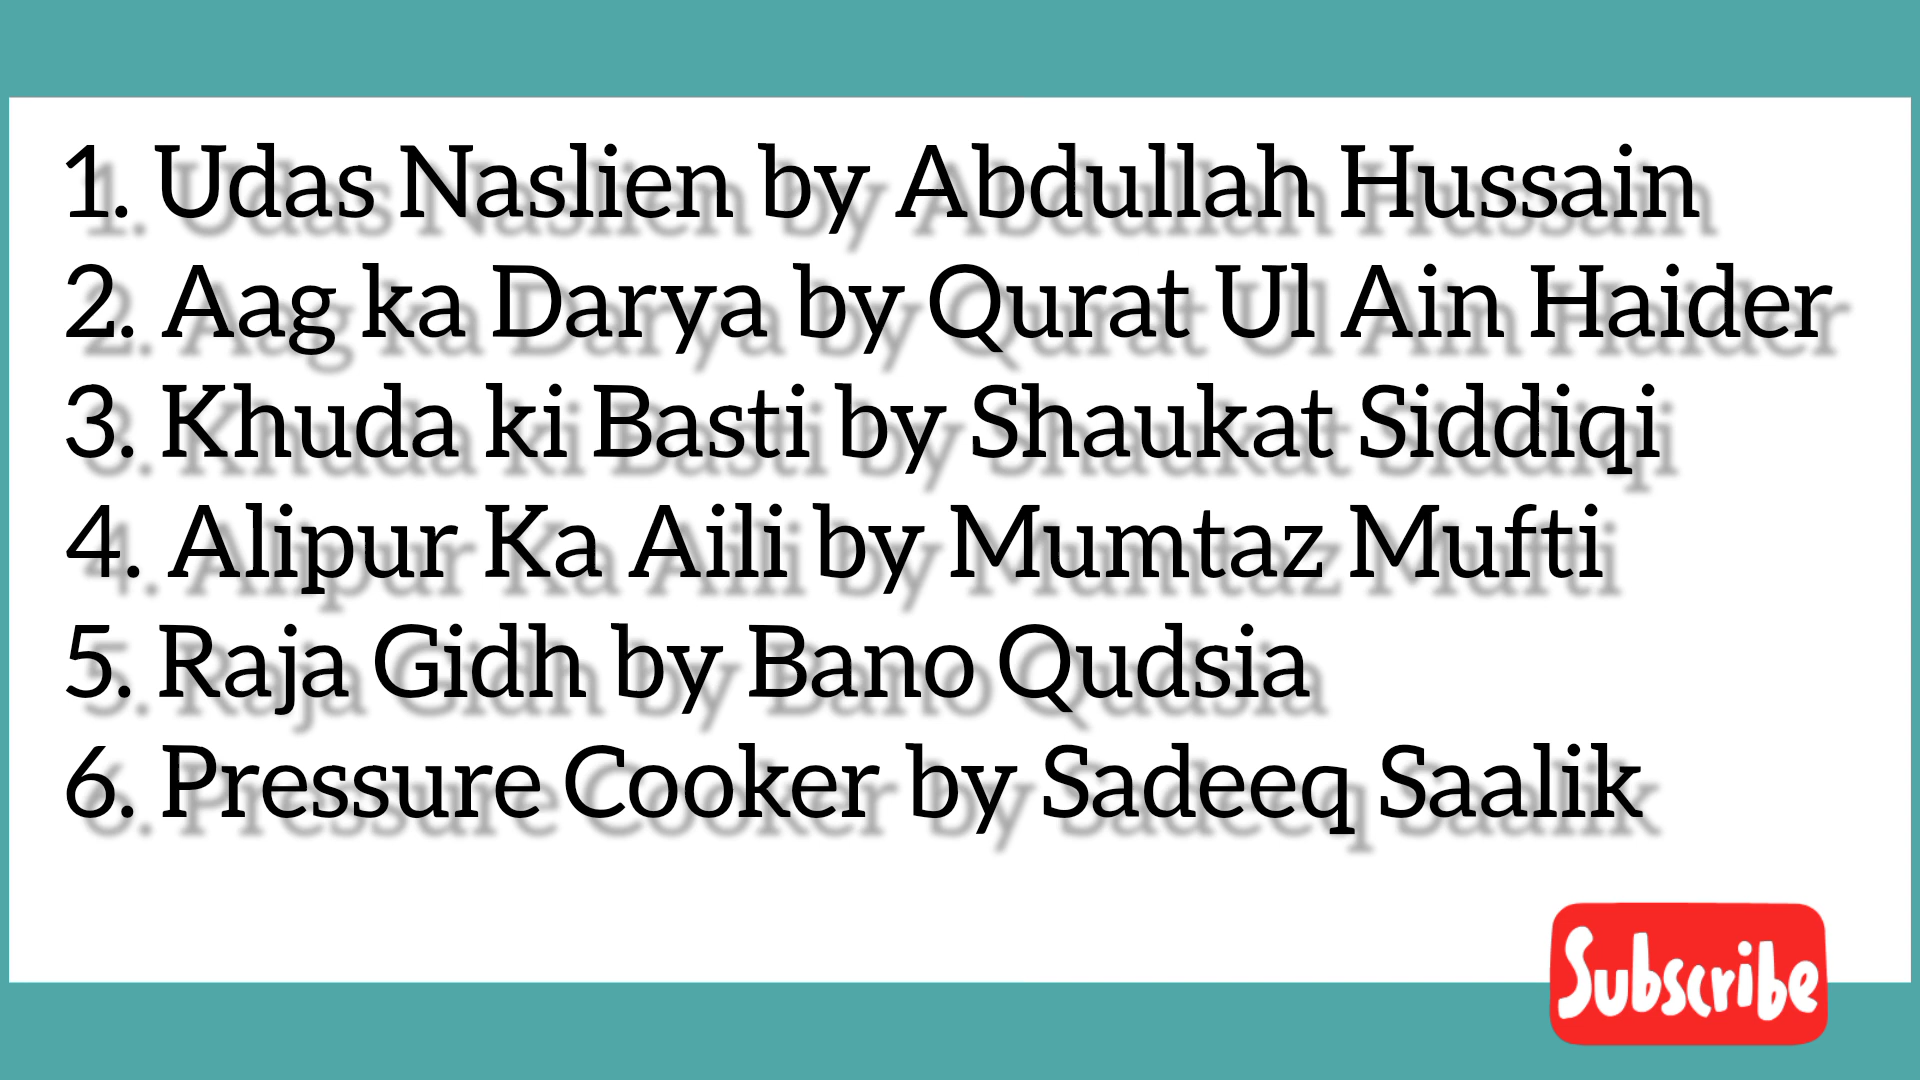 1. Udas Naslien by Abdullah Hussain
2. Aag ka Darya by Qurat Ul Ain Haider
3. Khuda ki Basti by Shaukat Siddiqi
4. Alipur Ka Aili by Mumtaz Mufti
5. Raja Gidh by Bano Qudsia
6. Pressure Cooker by Sadeeq Saalik
Subscribe